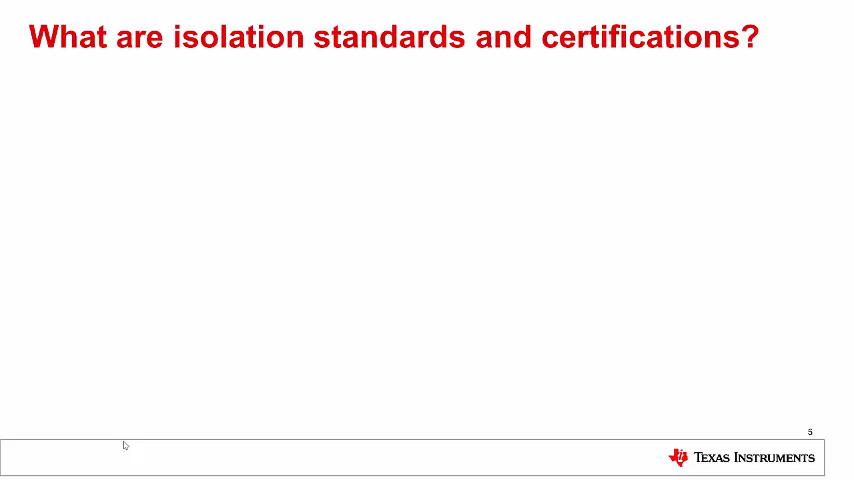 What are isolation standards and certifications?
5
TEXAS INSTRUMENTS